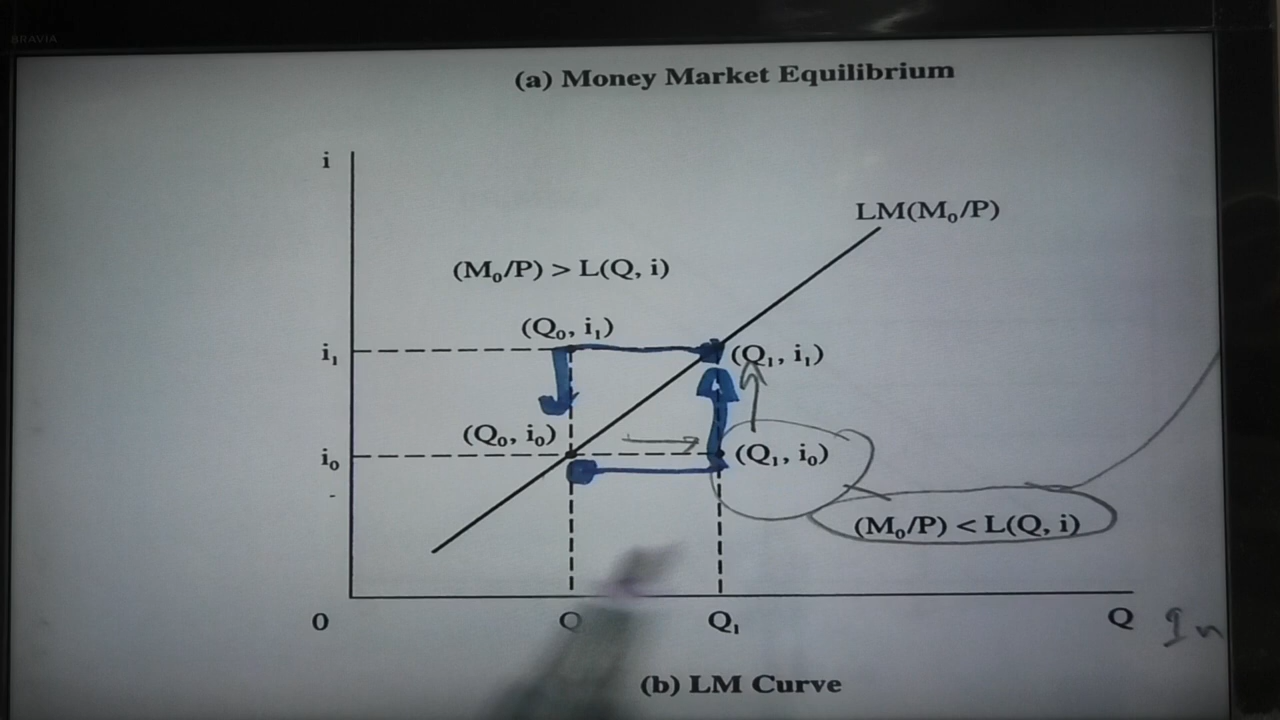 BRAVIA
(a) Money Market Equilibrium
i
LM(M₀/P)
(M₀/P) > L(Q, i)
(Q₀, i₁)
i₁
(Q₁, i₁)
(Q₀, i₀)
i₀
(Q₁, i₀)
(M₀/P) < L(Q, i)
0
Q
Q₁
Q
(b) LM Curve